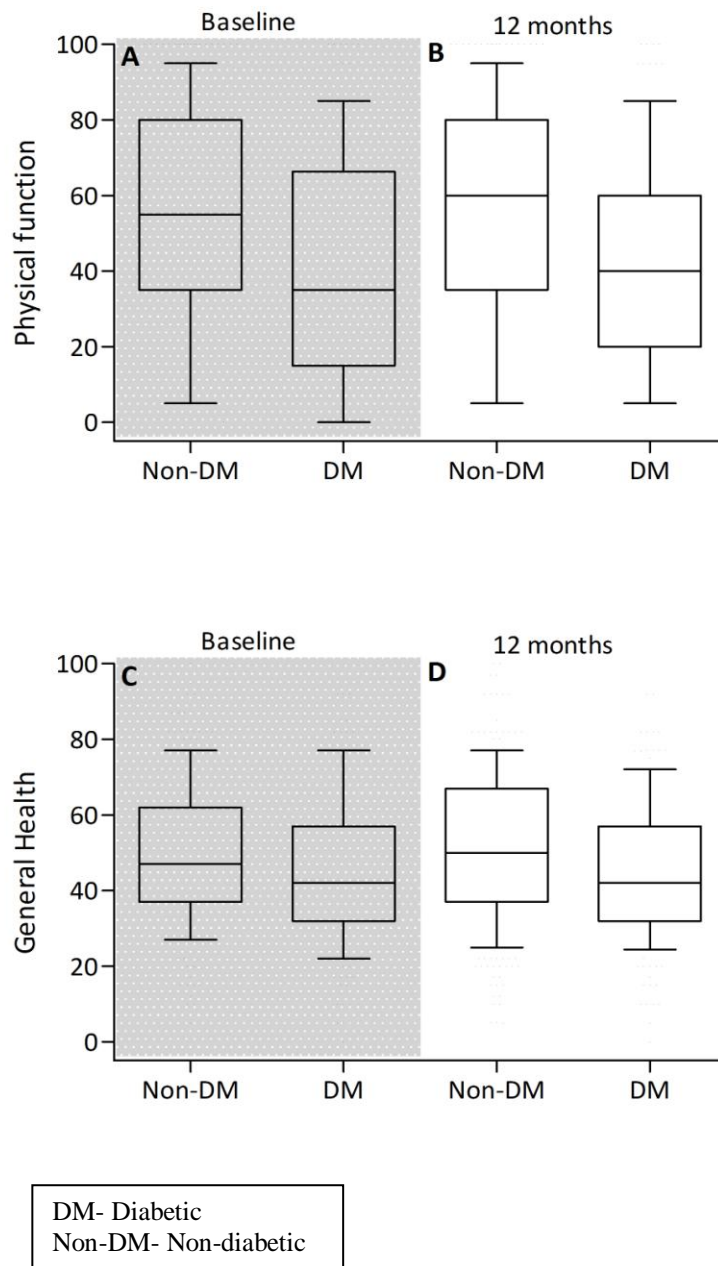 Baseline 12 months
A B
100
80
60
40
20
0
Physical function
Non-DM DM Non-DM DM
Baseline 12 months
C D
100
80
60
40
20
0
General Health
Non-DM DM Non-DM DM
DM- Diabetic
Non-DM- Non-diabetic